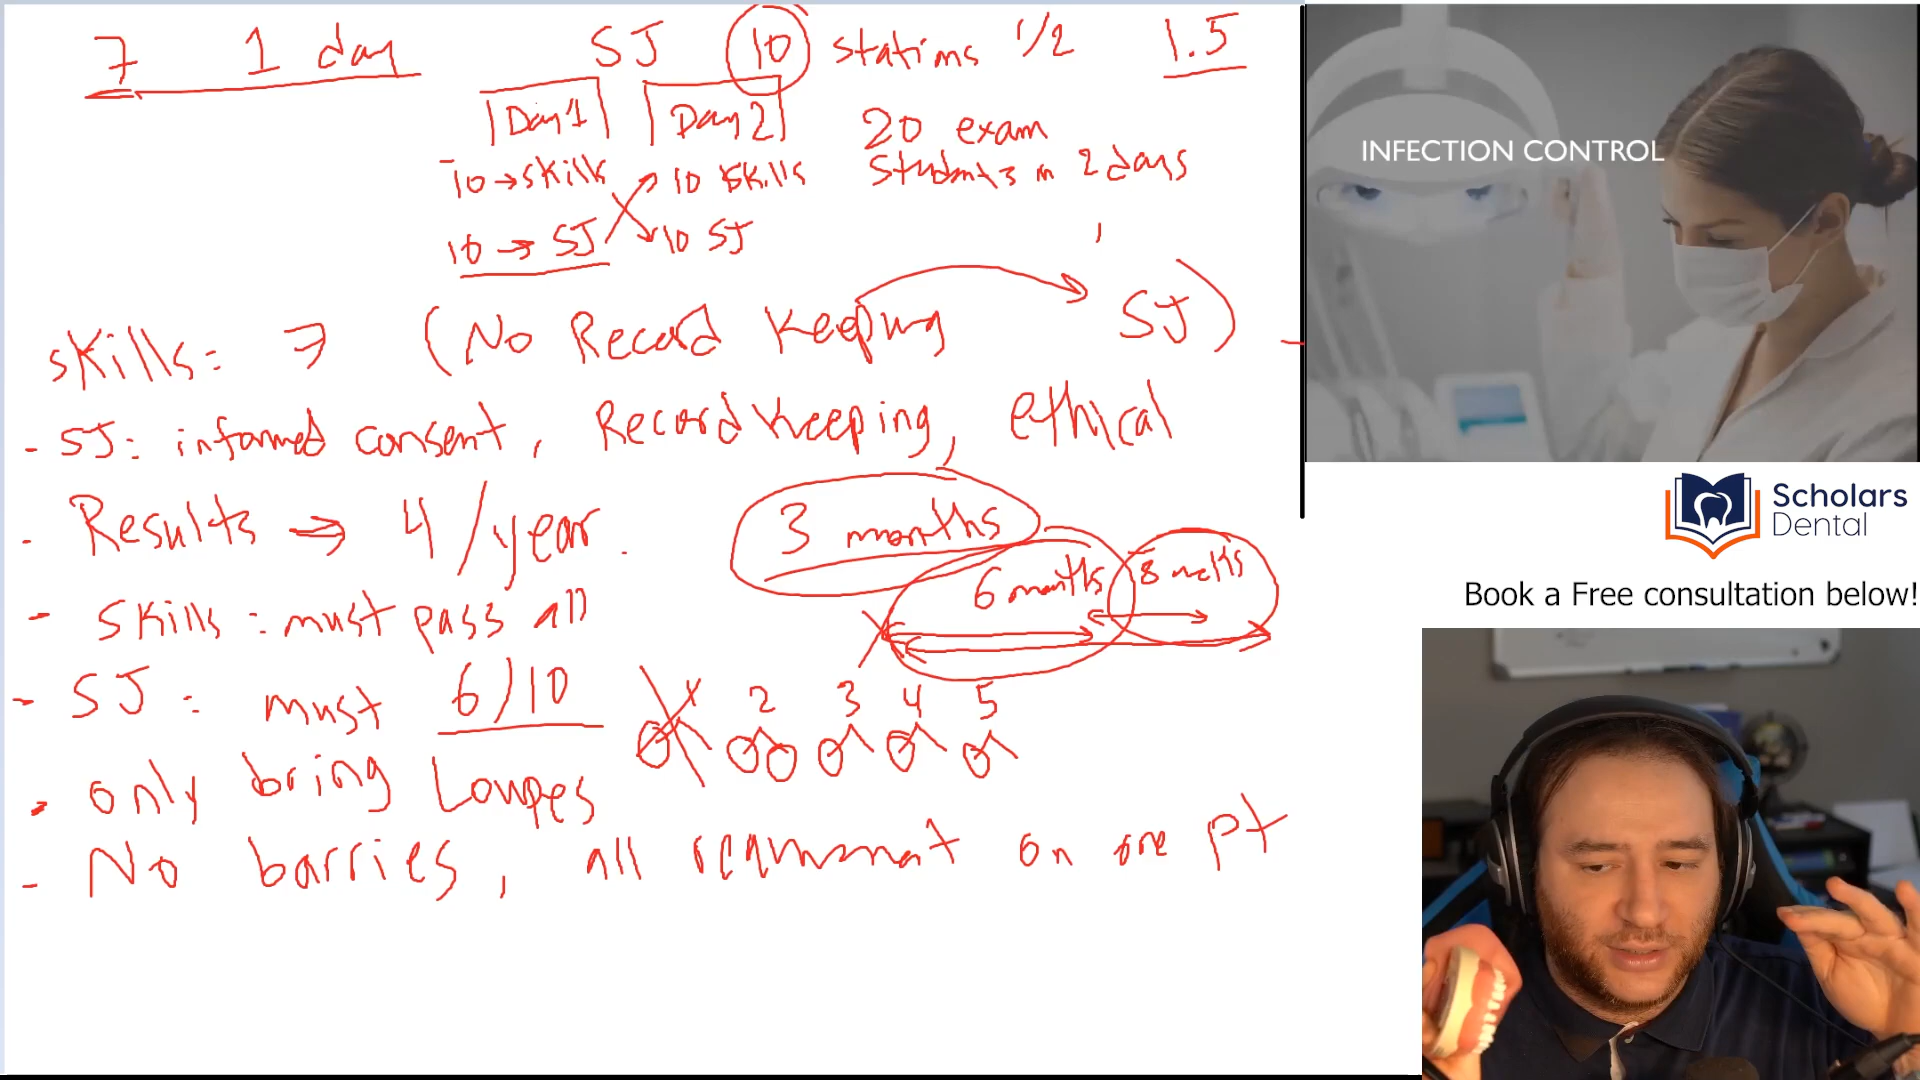 7 1 day SJ 10 stations 1/2 1.5
Day 1 Day 2 20 exam
10 → skills 10 skills students in 2 days
10 → SJ 10 SJ
skills: 7 (No Record Keeping SJ)
- SJ: informed consent, Record Keeping, ethical
- Results → 4/year. 3 months
6 months 8 weeks
- skills: must pass all
- SJ: must 6/10
1 2 3 4 5
- only bring Loupes
- No barries, all on one pt
INFECTION CONTROL
Scholars
Dental
Book a Free consultation below!